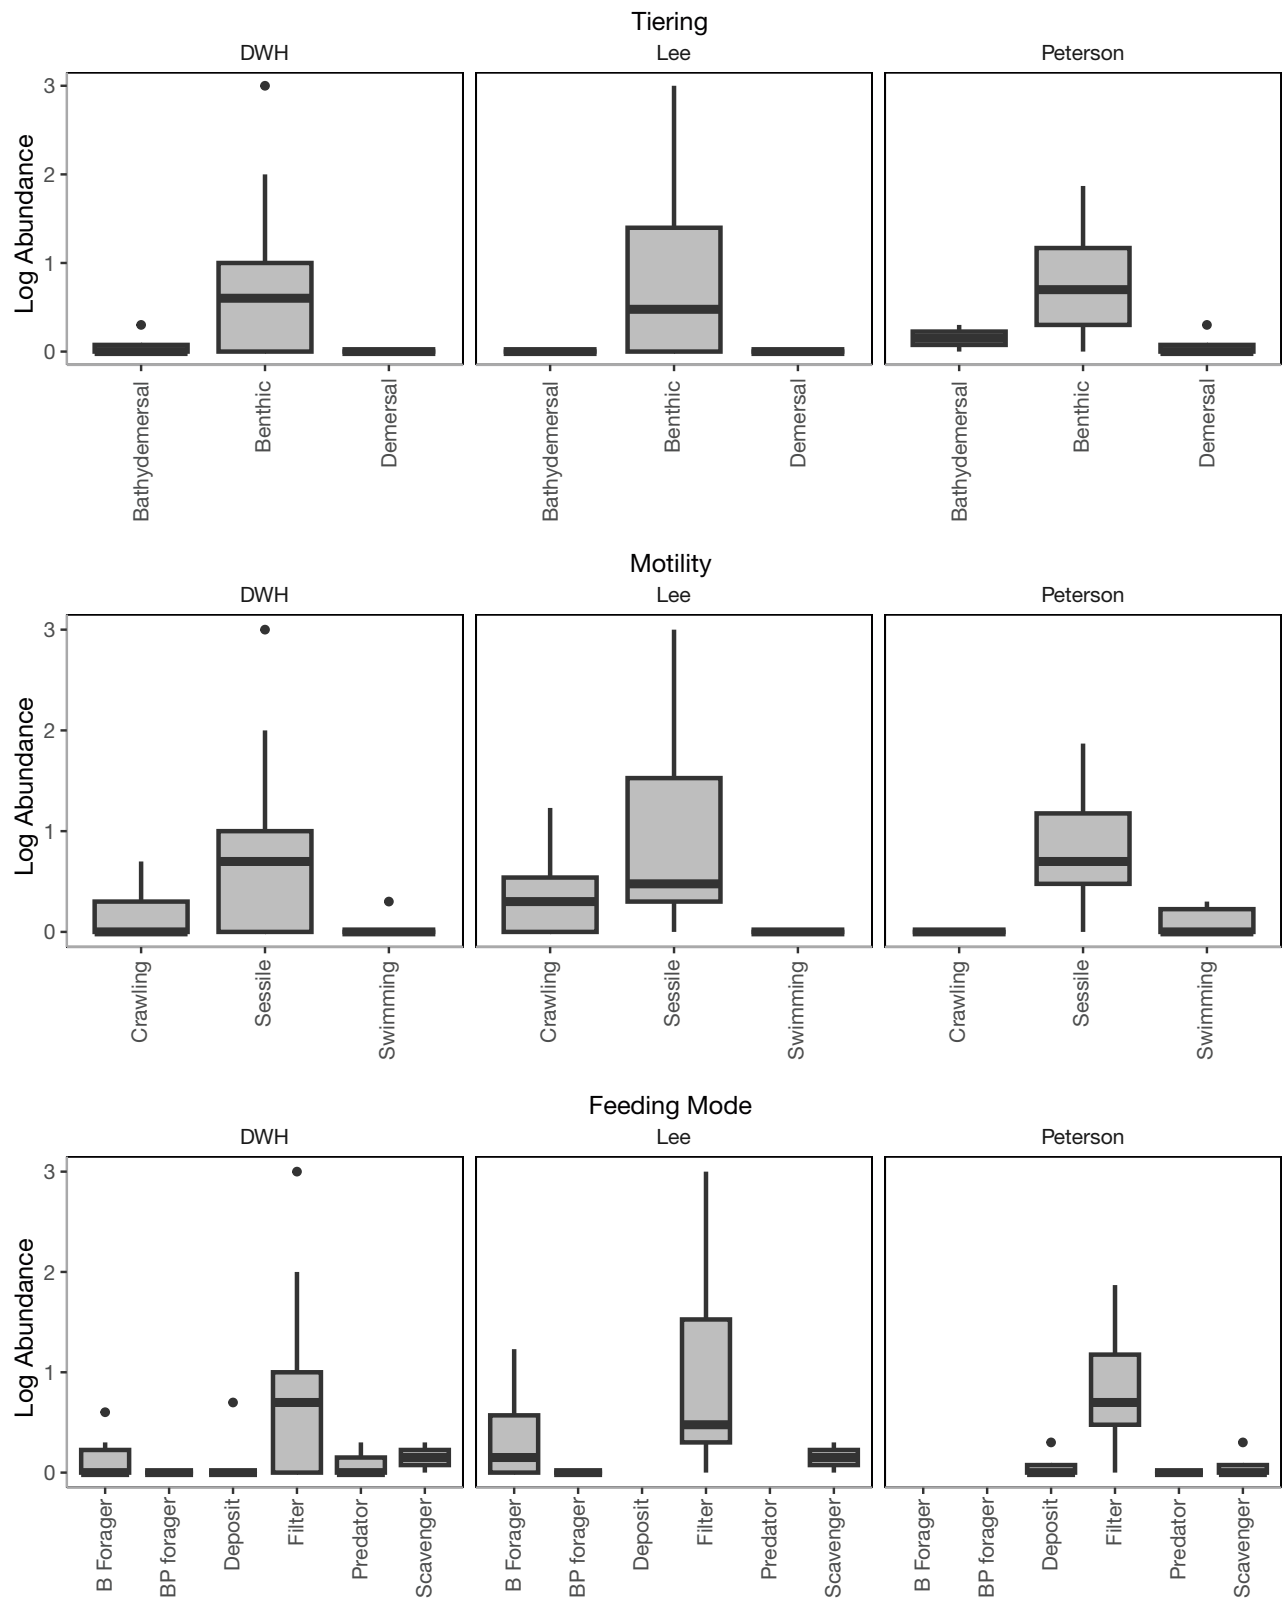 Tiering
DWH Lee Peterson
Log Abundance
3
2
1
0
Bathydemersal Benthic Demersal Bathydemersal Benthic Demersal Bathydemersal Benthic Demersal
Motility
DWH Lee Peterson
Log Abundance
3
2
1
0
Crawling Sessile Swimming Crawling Sessile Swimming Crawling Sessile Swimming
Feeding Mode
DWH Lee Peterson
Log Abundance
3
2
1
0
B Forager BP forager Deposit Filter Predator Scavenger B Forager BP forager Deposit Filter Predator Scavenger B Forager BP forager Deposit Filter Predator Scavenger